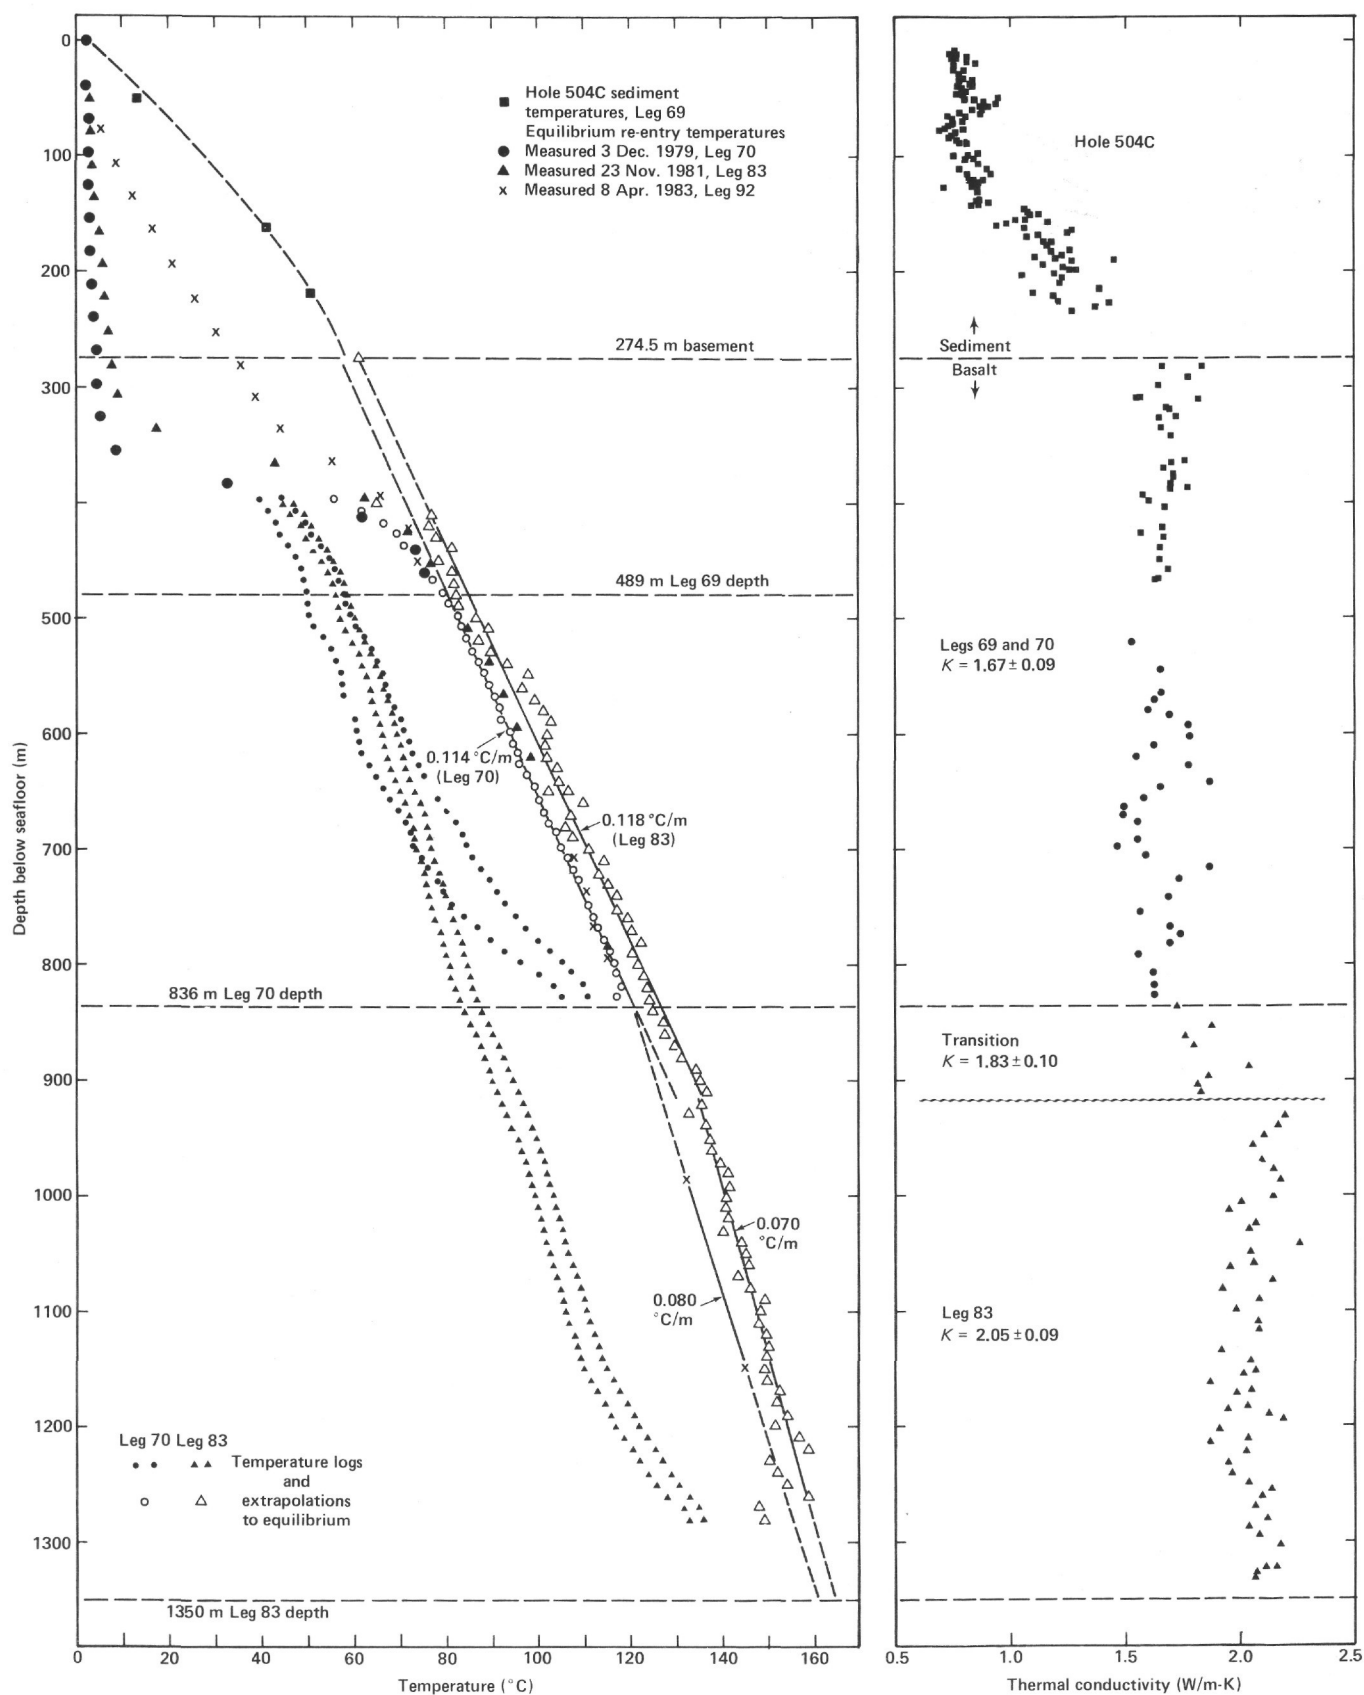 0
100
200
300
500
600
700
800
900
1000
1100
1200
1300
Depth below seafloor (m)
Hole 504C sediment
temperatures, Leg 69
Equilibrium re-entry temperatures
Measured 3 Dec. 1979, Leg 70
Measured 23 Nov. 1981, Leg 83
x Measured 8 Apr. 1983, Leg 92
274.5 m basement
489 m Leg 69 depth
0.114 °C/m
(Leg 70)
0.118 °C/m
(Leg 83)
836 m Leg 70 depth
0.070
°C/m
0.080
°C/m
Leg 70 Leg 83
Temperature logs
and
extrapolations
to equilibrium
1350 m Leg 83 depth
0 20 40 60 80 100 120 140 160
Temperature (°C)
Hole 504C
Sediment
Basalt
Legs 69 and 70
K = 1.67 ± 0.09
Transition
K = 1.83 ± 0.10
Leg 83
K = 2.05 ± 0.09
0.5 1.0 1.5 2.0 2.5
Thermal conductivity (W/m-K)